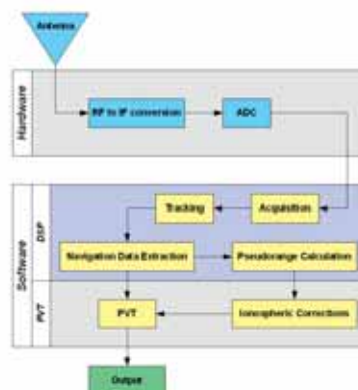 Antenna
Hardware
RF to IF conversion
ADC
Software
DSP
Tracking
Acquisition
Navigation Data Extraction
Pseudorange Calculation
PVT
PVT
Ionospheric Corrections
Output